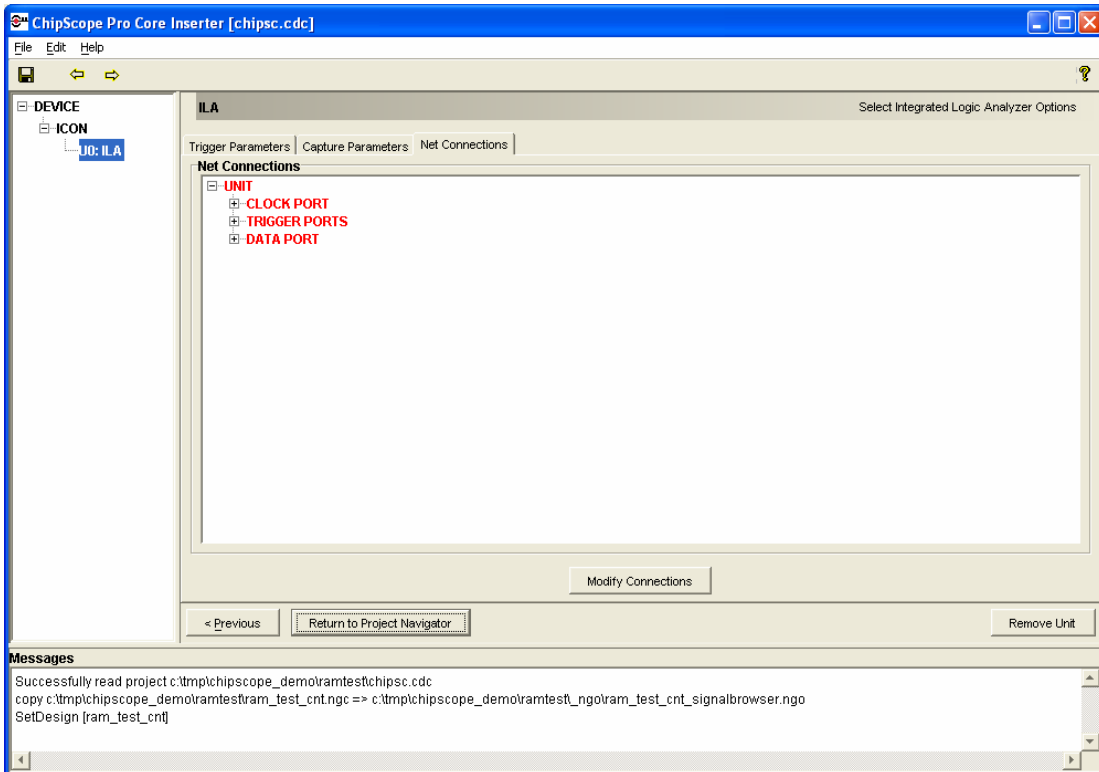 ChipScope Pro Core Inserter [chipsc.cdc]
File Edit Help
DEVICE
ICON
U0: ILA
ILA
Select Integrated Logic Analyzer Options
Trigger Parameters Capture Parameters Net Connections
Net Connections
UNIT
CLOCK PORT
TRIGGER PORTS
DATA PORT
Modify Connections
< Previous
Return to Project Navigator
Remove Unit
Messages
Successfully read project c:\tmp\chipscope_demo\ramtest\chipsc.cdc
copy c:\tmp\chipscope_demo\ramtest\ram_test_cnt.ngc => c:\tmp\chipscope_demo\ramtest\_ngo\ram_test_cnt_signalbrowser.ngo
SetDesign [ram_test_cnt]